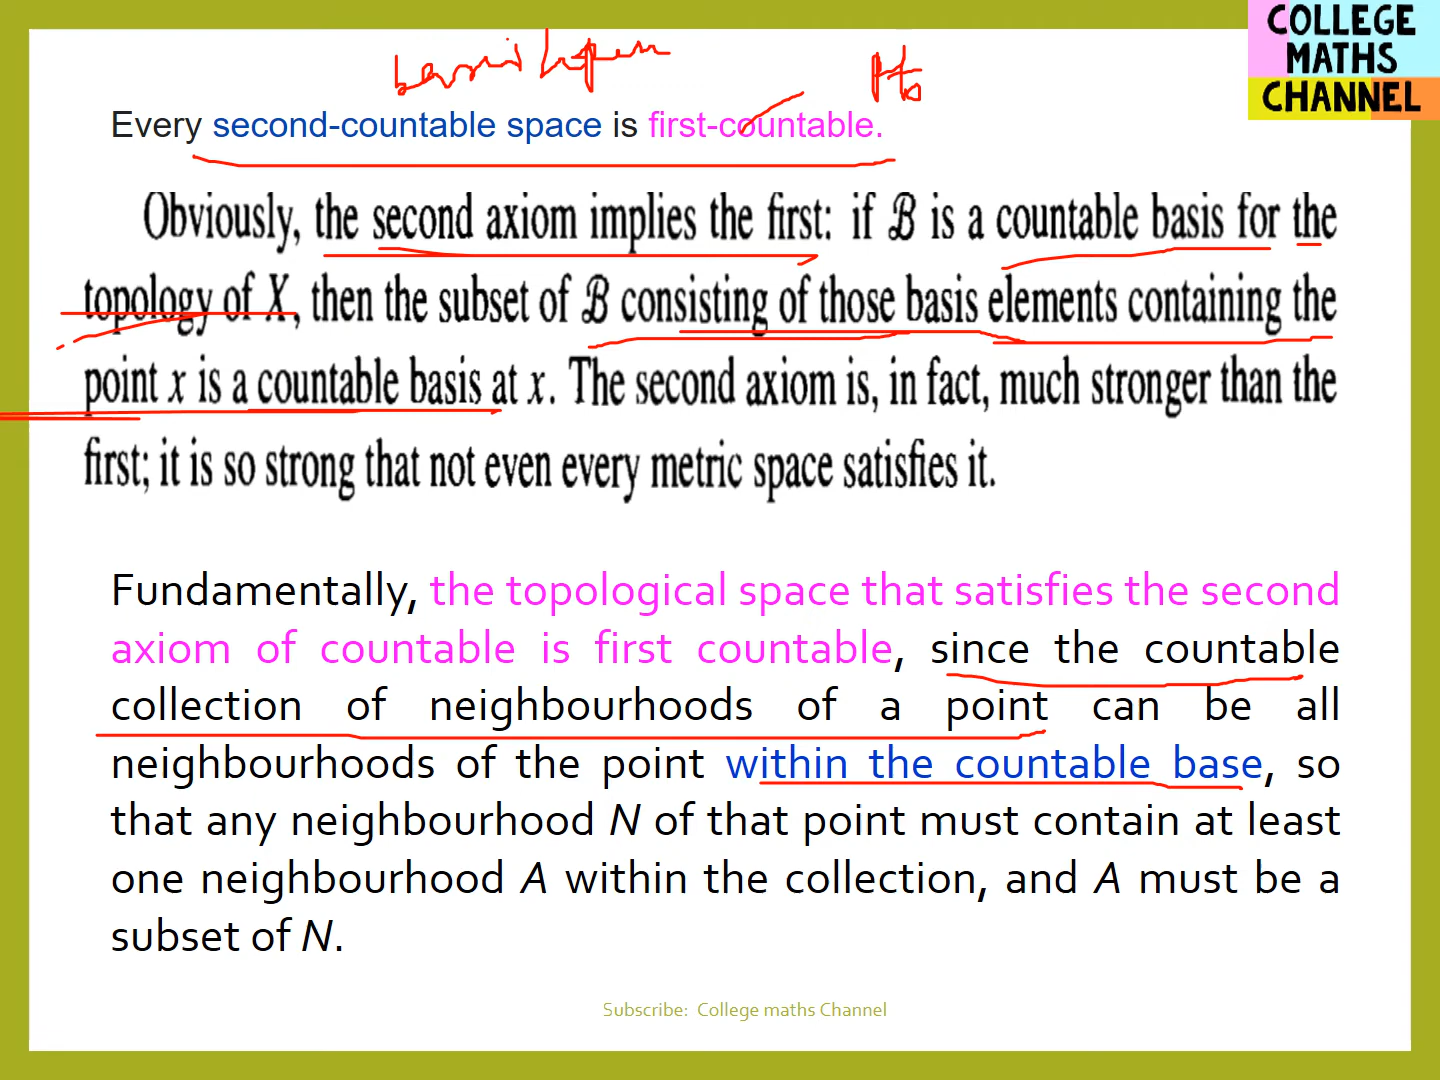 COLLEGE
MATHS
CHANNEL
Every second-countable space is first-countable.
Obviously, the second axiom implies the first: if ℬ is a countable basis for the
topology of X, then the subset of ℬ consisting of those basis elements containing the
point x is a countable basis at x. The second axiom is, in fact, much stronger than the
first; it is so strong that not even every metric space satisfies it.
Fundamentally, the topological space that satisfies the second
axiom of countable is first countable, since the countable
collection of neighbourhoods of a point can be all
neighbourhoods of the point within the countable base, so
that any neighbourhood N of that point must contain at least
one neighbourhood A within the collection, and A must be a
subset of N.
Subscribe: College maths Channel